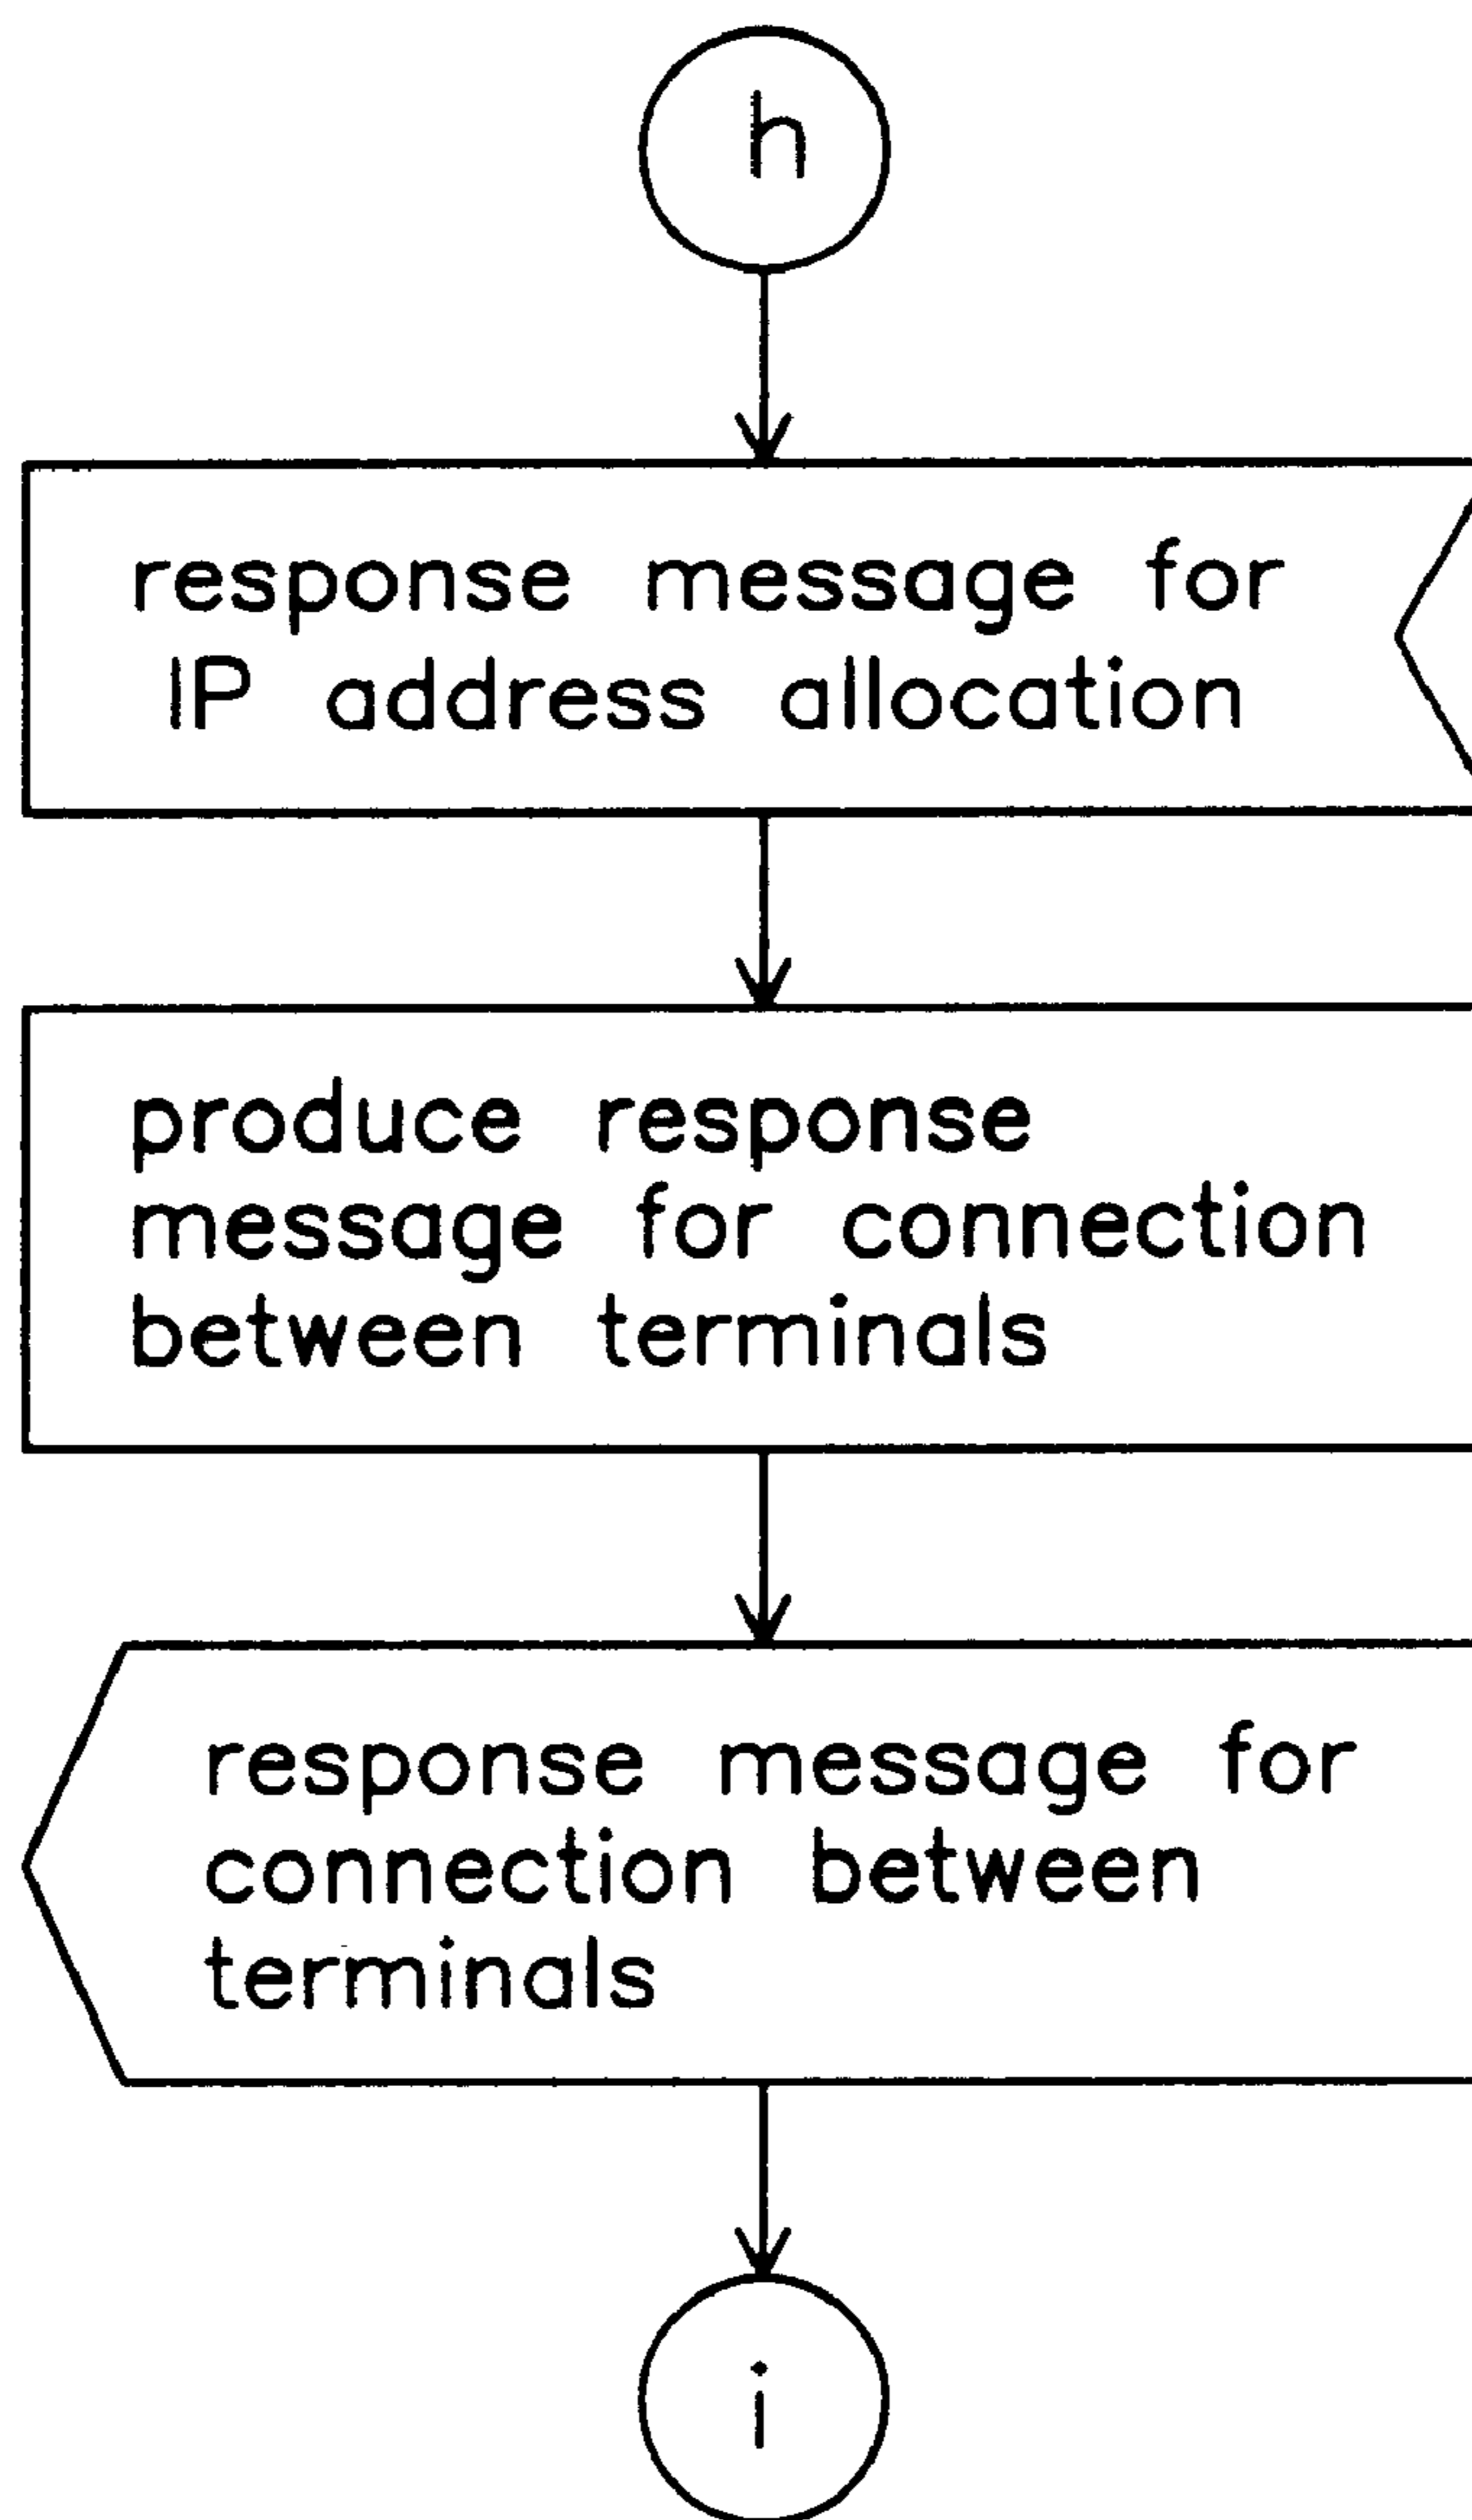 h
response message for
IP address allocation
produce response
message for connection
between terminals
response message for
connection between
terminals
i